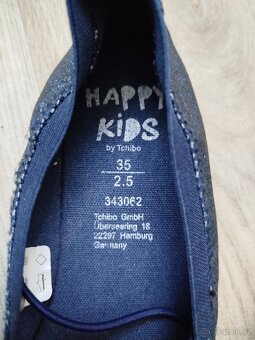 HAPPY
KiDS
by Tchibo
35
2.5
343062
Tchibo GmbH
Überseering 18
22297 Hamburg
Germany